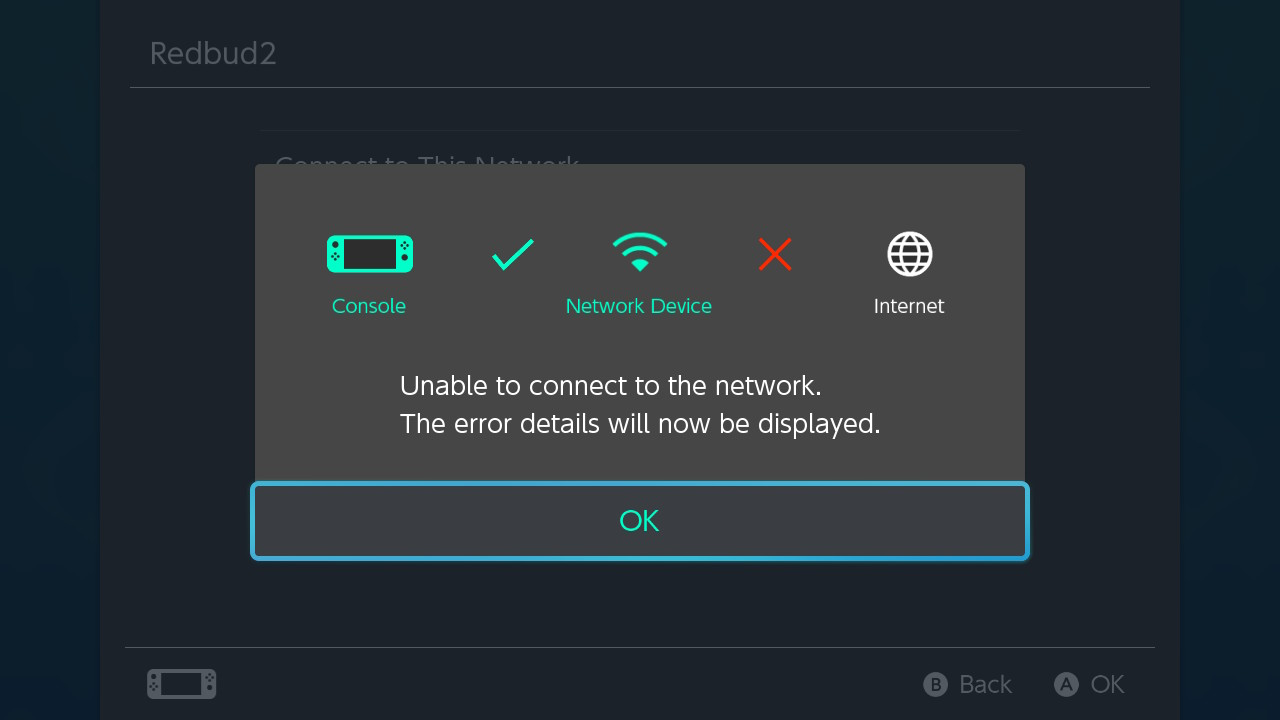 Redbud2
Connect to This Network
Console
Network Device
Internet
Unable to connect to the network.
The error details will now be displayed.
OK
B Back
A OK